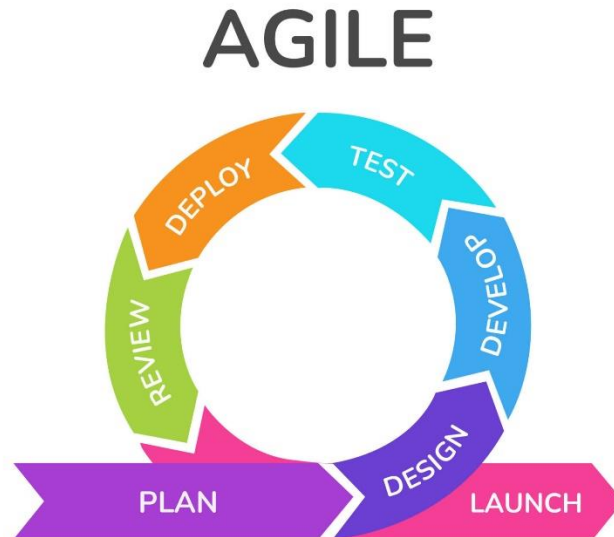 AGILE
PLAN
DESIGN
DEVELOP
TEST
DEPLOY
REVIEW
LAUNCH